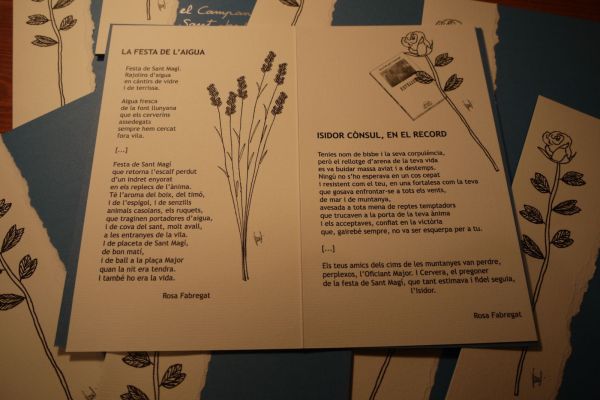 el Campan
Sant
LA FESTA DE L'AIGUA
Festa de Sant Magí.
Rajolins d'aigua
en càntirs de vidre
i de terrissa.
Aigua fresca
de la font llunyana
que els cerverins
assedegats
sempre hem cercat
fora vila.
[...]
Festa de Sant Magí
que retorna l'escalf perdut
d'un indret enyorat
en els replecs de l'ànima.
Té l'aroma del boix, del timó,
i de l'espígol, i de senzills
animals casolans, els ruquets,
que traginen portadores d'aigua,
i de cova del sant, molt avall,
a les entranyes de la vila.
I de placeta de Sant Magí,
de bon matí,
i de ball a la plaça Major
quan la nit era tendra.
I també ho era la vida.
Rosa Fabregat
ISIDOR CÒNSUL, EN EL RECORD
Tenies nom de bisbe i la seva corpulència,
però el rellotge d'arena de la teva vida
es va buidar massa aviat i a destemps.
Ningú no s'ho esperava en un cos cepat
i resistent com el teu, en una fortalesa com la teva
que gosava enfrontar-se a tots els vents,
de mar i de muntanya,
avesada a tota mena de reptes temptadors
que trucaven a la porta de la teva ànima
i els acceptaves, confiat en la victòria
que, gairebé sempre, no va ser esquerpa per a tu.
[...]
Els teus amics dels cims de les muntanyes van perdre,
perplexos, l'Oficiant Major. I Cervera, el pregoner
de la festa de Sant Magí, que tant estimava i fidel seguia,
l'Isidor.
Rosa Fabregat